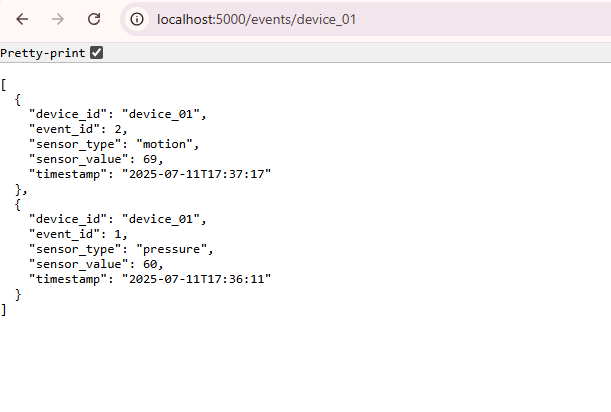 localhost:5000/events/device_01
Pretty-print
[
  {
    "device_id": "device_01",
    "event_id": 2,
    "sensor_type": "motion",
    "sensor_value": 69,
    "timestamp": "2025-07-11T17:37:17"
  },
  {
    "device_id": "device_01",
    "event_id": 1,
    "sensor_type": "pressure",
    "sensor_value": 60,
    "timestamp": "2025-07-11T17:36:11"
  }
]